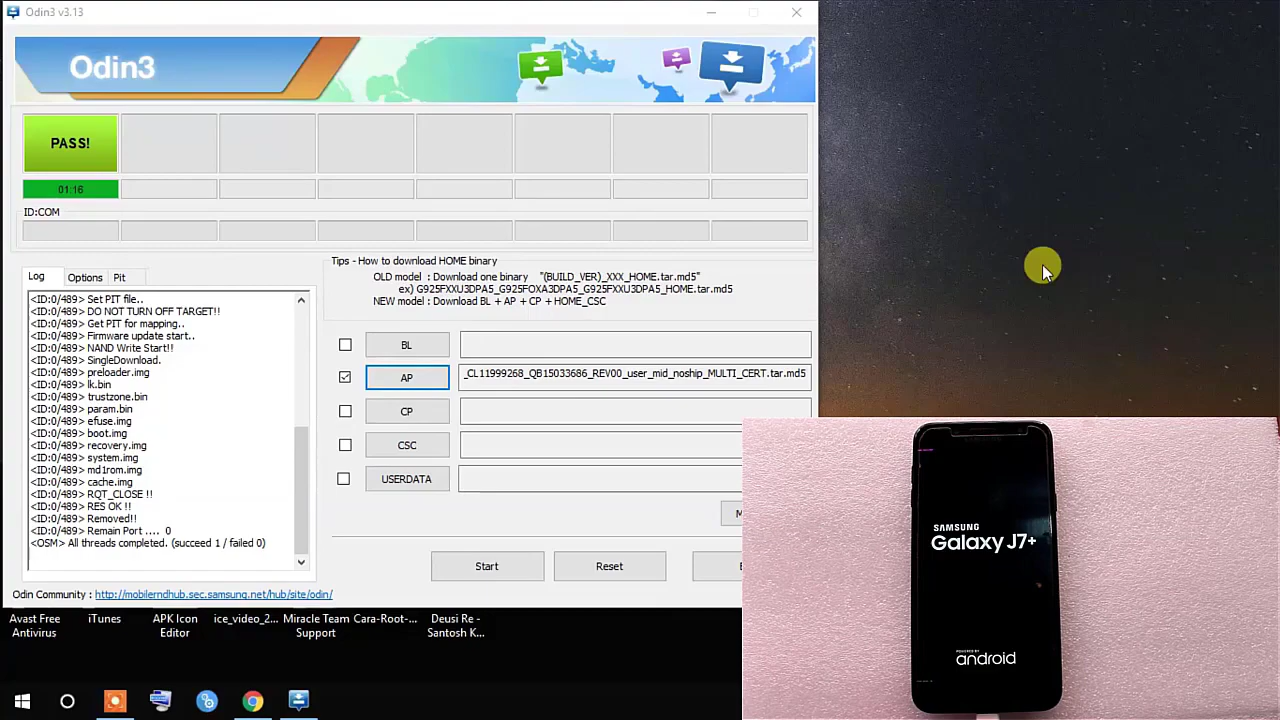 Odin3 v3.13
Odin3
PASS!
01:16
ID:COM
Log
Options
Pit
<ID:0/489> Set PIT file..
<ID:0/489> DO NOT TURN OFF TARGET!!
<ID:0/489> Get PIT for mapping..
<ID:0/489> Firmware update start..
<ID:0/489> NAND Write Start!!
<ID:0/489> SingleDownload.
<ID:0/489> preloader.img
<ID:0/489> lk.bin
<ID:0/489> trustzone.bin
<ID:0/489> param.bin
<ID:0/489> efuse.img
<ID:0/489> boot.img
<ID:0/489> recovery.img
<ID:0/489> system.img
<ID:0/489> md1rom.img
<ID:0/489> cache.img
<ID:0/489> RQT_CLOSE !!
<ID:0/489> RES OK !!
<ID:0/489> Removed!!
<ID:0/489> Remain Port .... 0
<OSM> All threads completed. (succeed 1 / failed 0)
Tips - How to download HOME binary
OLD model : Download one binary "(BUILD_VER)_XXX_HOME.tar.md5"
ex) G925FXXU3DPA5_G925FOXA3DPA5_G925FXXU3DPA5_HOME.tar.md5
NEW model : Download BL + AP + CP + HOME_CSC
BL
AP
_CL11999268_QB15033686_REV00_user_mid_noship_MULTI_CERT.tar.md5
CP
CSC
USERDATA
M
Start
Reset
E
Odin Community : http://mobilerndhub.sec.samsung.net/hub/site/odin/
Avast Free Antivirus
iTunes
APK Icon Editor
ice_video_2...
Miracle Team Support
Cara-Root-...
Deusi Re - Santosh K...
SAMSUNG
Galaxy J7+
POWERED BY
android